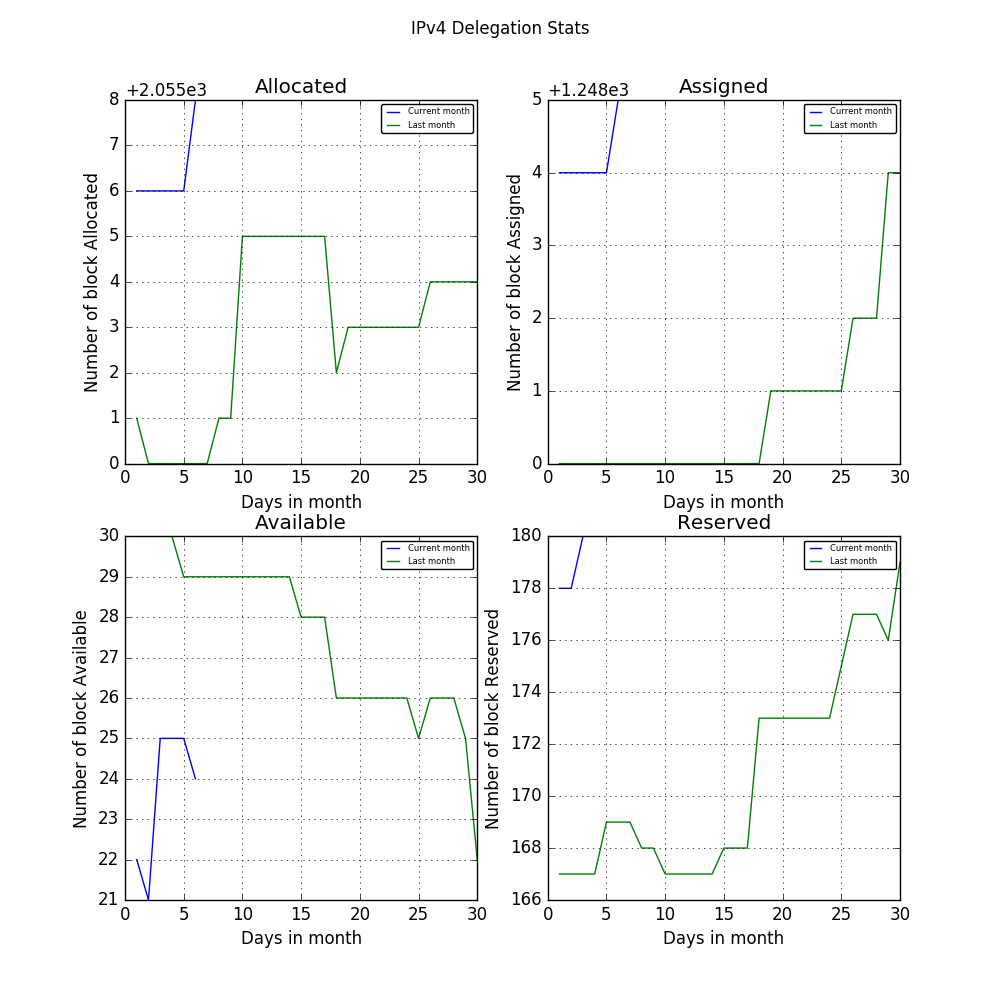 IPv4 Delegation Stats
+2.055e3
Allocated
Number of block Allocated
8
7
6
5
4
3
2
1
0
0 5 10 15 20 25 30
Days in month
Current month
Last month
+1.248e3
Assigned
Number of block Assigned
5
4
3
2
1
0
0 5 10 15 20 25 30
Days in month
Current month
Last month
Available
Number of block Available
30
29
28
27
26
25
24
23
22
21
0 5 10 15 20 25 30
Days in month
Current month
Last month
Reserved
Number of block Reserved
180
178
176
174
172
170
168
166
0 5 10 15 20 25 30
Days in month
Current month
Last month